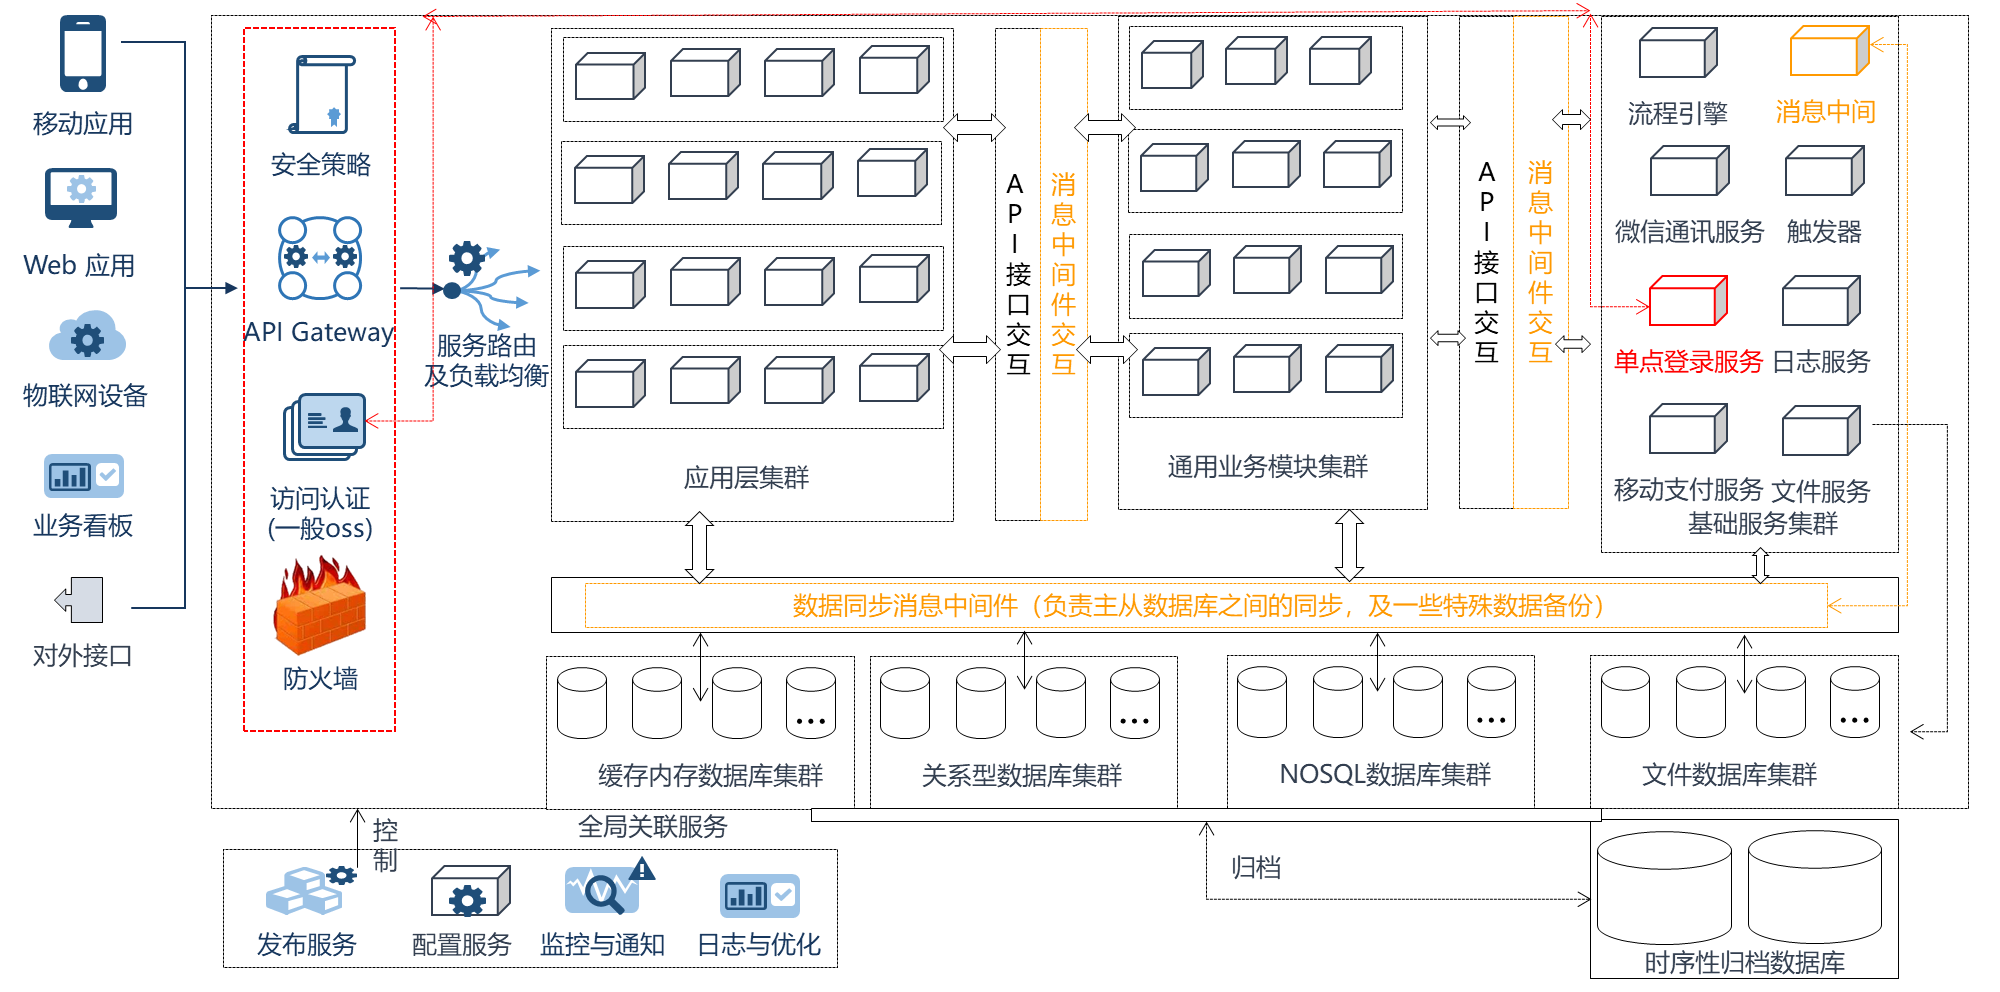 移动应用
Web 应用
物联网设备
业务看板
对外接口
安全策略
API Gateway
访问认证
(一般oss)
防火墙
服务路由
及负载均衡
应用层集群
API接口交互
消息中间件交互
通用业务模块集群
API接口交互
消息中间件交互
流程引擎
消息中间
微信通讯服务
触发器
单点登录服务
日志服务
移动支付服务
文件服务
基础服务集群
数据同步消息中间件（负责主从数据库之间的同步，及一些特殊数据备份）
缓存内存数据库集群
关系型数据库集群
NOSQL数据库集群
文件数据库集群
控制
全局关联服务
归档
发布服务
配置服务
监控与通知
日志与优化
时序性归档数据库